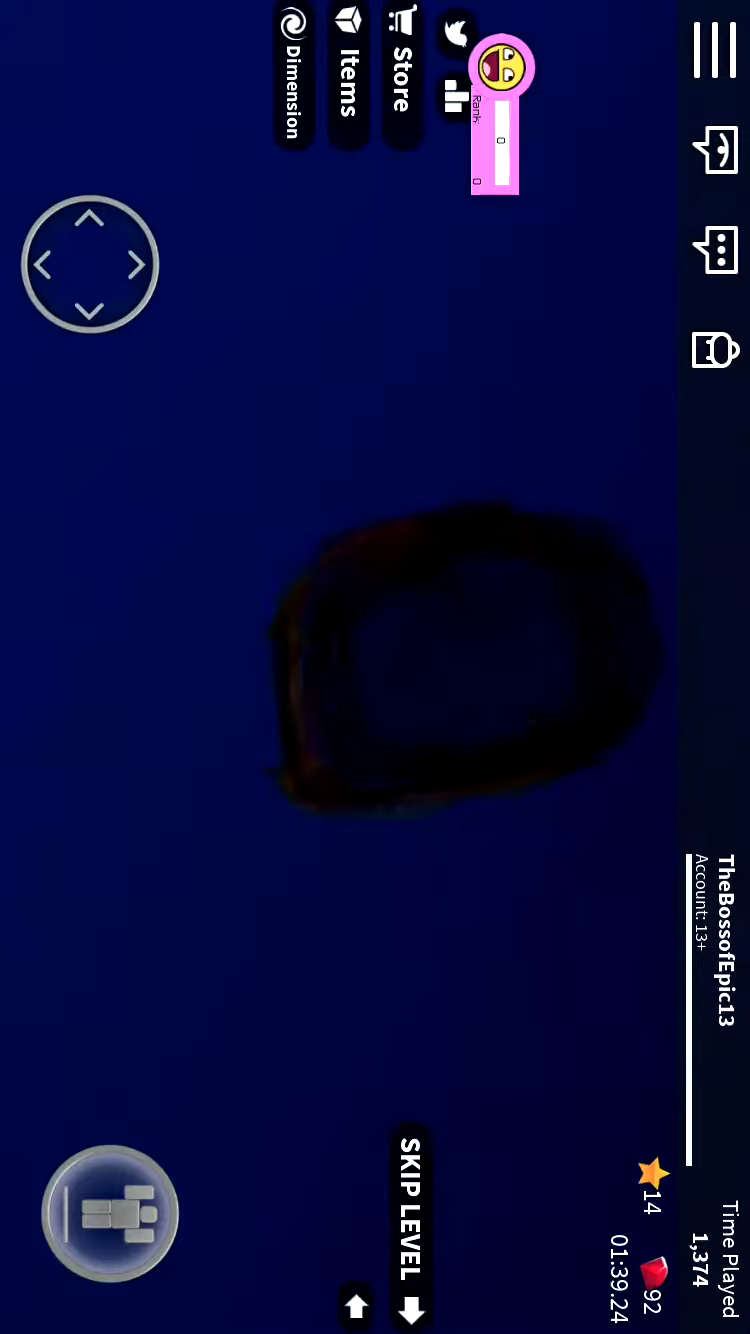 TheBossofEpic13
Account: 13+
Time Played
1,374
14
92
01:39.24
Rank:
0
0
Store
Items
Dimension
SKIP LEVEL